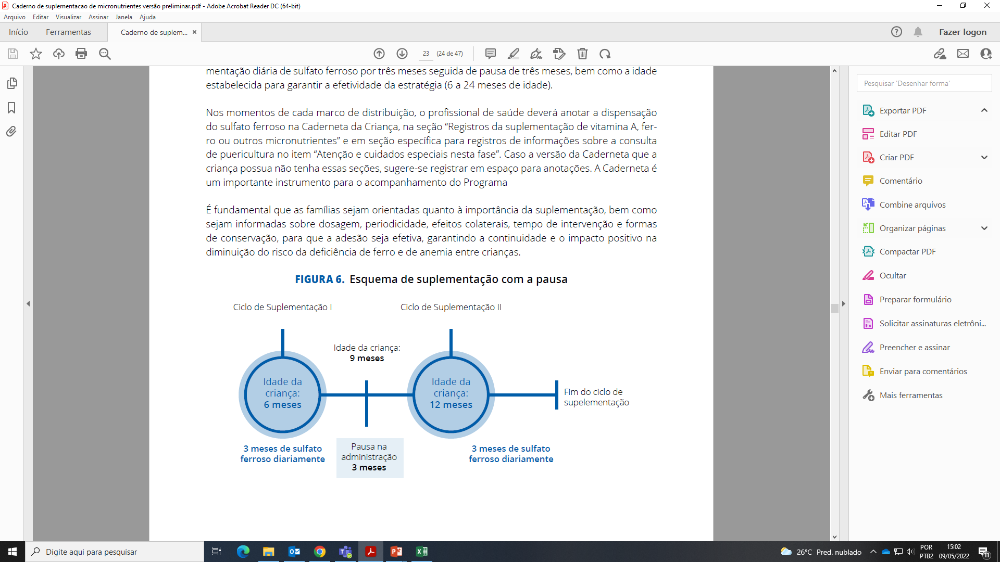 Caderno de suplementacao de micronutrientes versão preliminar.pdf - Adobe Acrobat Reader DC (64-bit)
Arquivo Editar Visualizar Assinar Janela Ajuda
Início Ferramentas Caderno de suplem... × Fazer logon
23 (24 de 47)
mentação diária de sulfato ferroso por três meses seguida de pausa de três meses, bem como a idade
estabelecida para garantir a efetividade da estratégia (6 a 24 meses de idade).
Nos momentos de cada marco de distribuição, o profissional de saúde deverá anotar a dispensação
do sulfato ferroso na Caderneta da Criança, na seção “Registros da suplementação de vitamina A, fer-
ro ou outros micronutrientes” e em seção específica para registros de informações sobre a consulta
de puericultura no item “Atenção e cuidados especiais nesta fase”. Caso a versão da Caderneta que a
criança possua não tenha essas seções, sugere-se registrar em espaço para anotações. A Caderneta é
um importante instrumento para o acompanhamento do Programa
É fundamental que as famílias sejam orientadas quanto à importância da suplementação, bem como
sejam informadas sobre dosagem, periodicidade, efeitos colaterais, tempo de intervenção e formas
de conservação, para que a adesão seja efetiva, garantindo a continuidade e o impacto positivo na
diminuição do risco da deficiência de ferro e de anemia entre crianças.
FIGURA 6. Esquema de suplementação com a pausa
Ciclo de Suplementação I
Ciclo de Suplementação II
Idade da criança:
9 meses
Idade da
criança:
6 meses
Idade da
criança:
12 meses
Fim do ciclo de
supelementação
3 meses de sulfato
ferroso diariamente
Pausa na
administração
3 meses
3 meses de sulfato
ferroso diariamente
Pesquisar 'Desenhar forma'
Exportar PDF
Editar PDF
Criar PDF
Comentário
Combine arquivos
Organizar páginas
Compactar PDF
Ocultar
Preparar formulário
Solicitar assinaturas eletrôni...
Preencher e assinar
Enviar para comentários
Mais ferramentas
Digite aqui para pesquisar
26°C Pred. nublado
POR
PTB2
15:02
09/05/2022
11